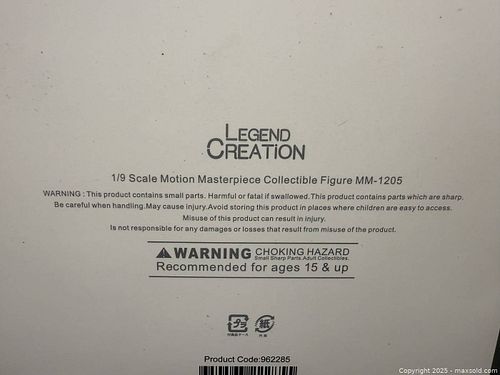 LEGEND
CREATION
1/9 Scale Motion Masterpiece Collectible Figure MM-1205
WARNING : This product contains small parts. Harmful or fatal if swallowed.This product contains parts which are sharp.
Be careful when handling.May cause injury.Avoid storing this product in places where children are easy to access.
Misuse of this product can result in injury.
Is not responsible for any damages or losses that result from misuse of the product.
WARNING CHOKING HAZARD
Small Sharp Parts.Adult Collectibles.
Recommended for ages 15 & up
プラ 紙
Product Code:962285
Copyright 2025 - maxsold.com